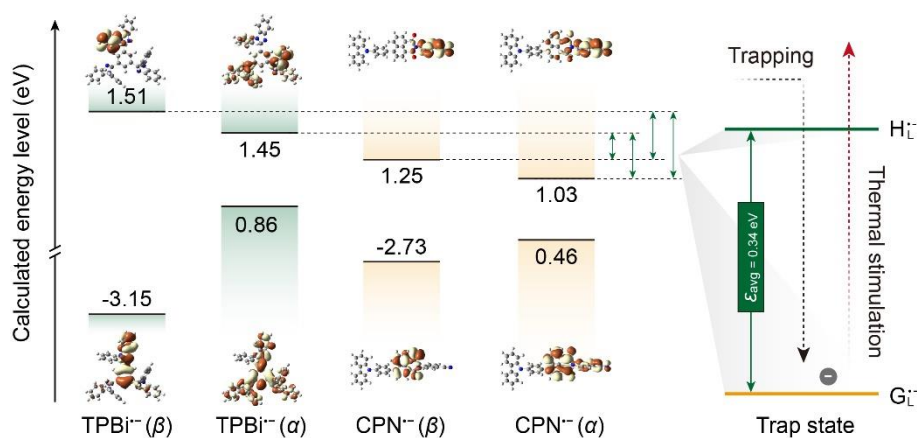 Calculated energy level (eV)
1.51
1.45
1.25
1.03
0.86
0.46
-2.73
-3.15
TPBi•− (β)
TPBi•− (α)
CPN•− (β)
CPN•− (α)
Trapping
Thermal stimulation
H_L•−
εavg = 0.34 eV
−
G_L•−
Trap state